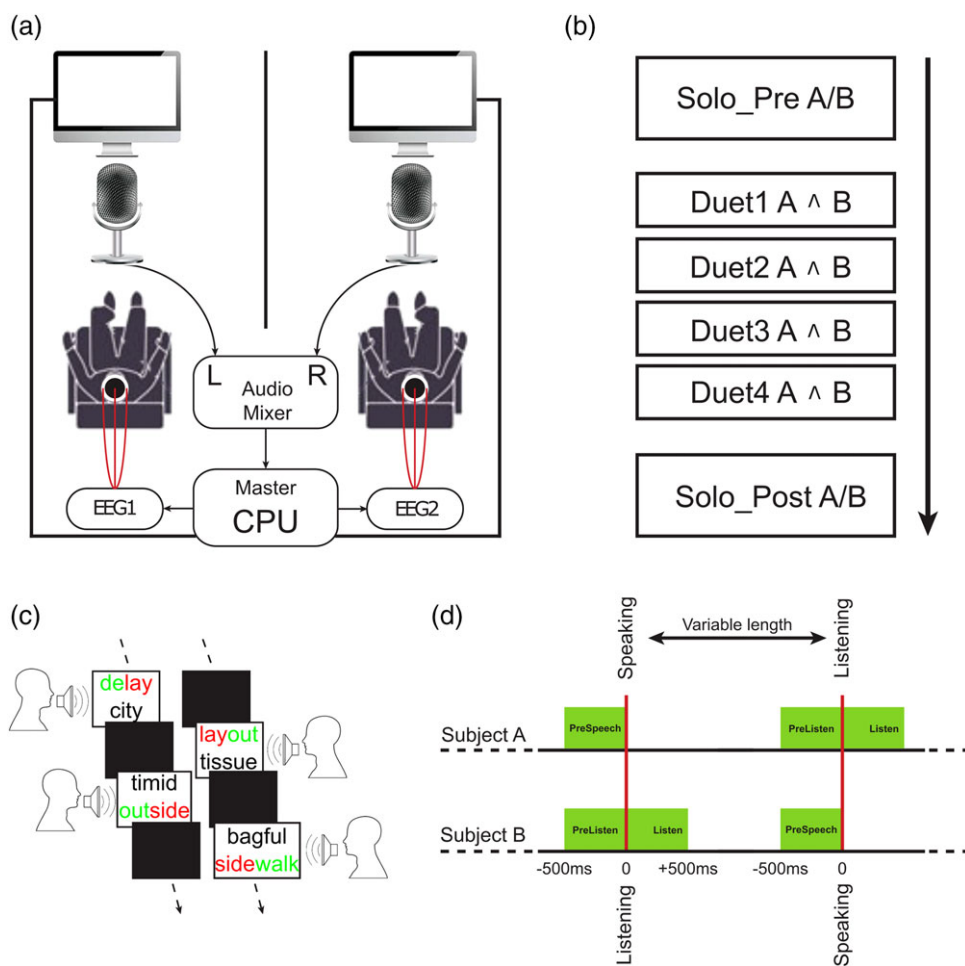 (a)
L R
Audio
Mixer
Master
CPU
EEG1
EEG2
(b)
Solo_Pre A/B
Duet1 A ∧ B
Duet2 A ∧ B
Duet3 A ∧ B
Duet4 A ∧ B
Solo_Post A/B
(c)
delay
city
layout
tissue
timid
outside
bagful
sidewalk
(d)
Speaking
Variable length
Listening
Subject A
PreSpeech
PreListen
Listen
Subject B
PreListen
Listen
PreSpeech
-500ms
0
+500ms
-500ms
0
Listening
Speaking